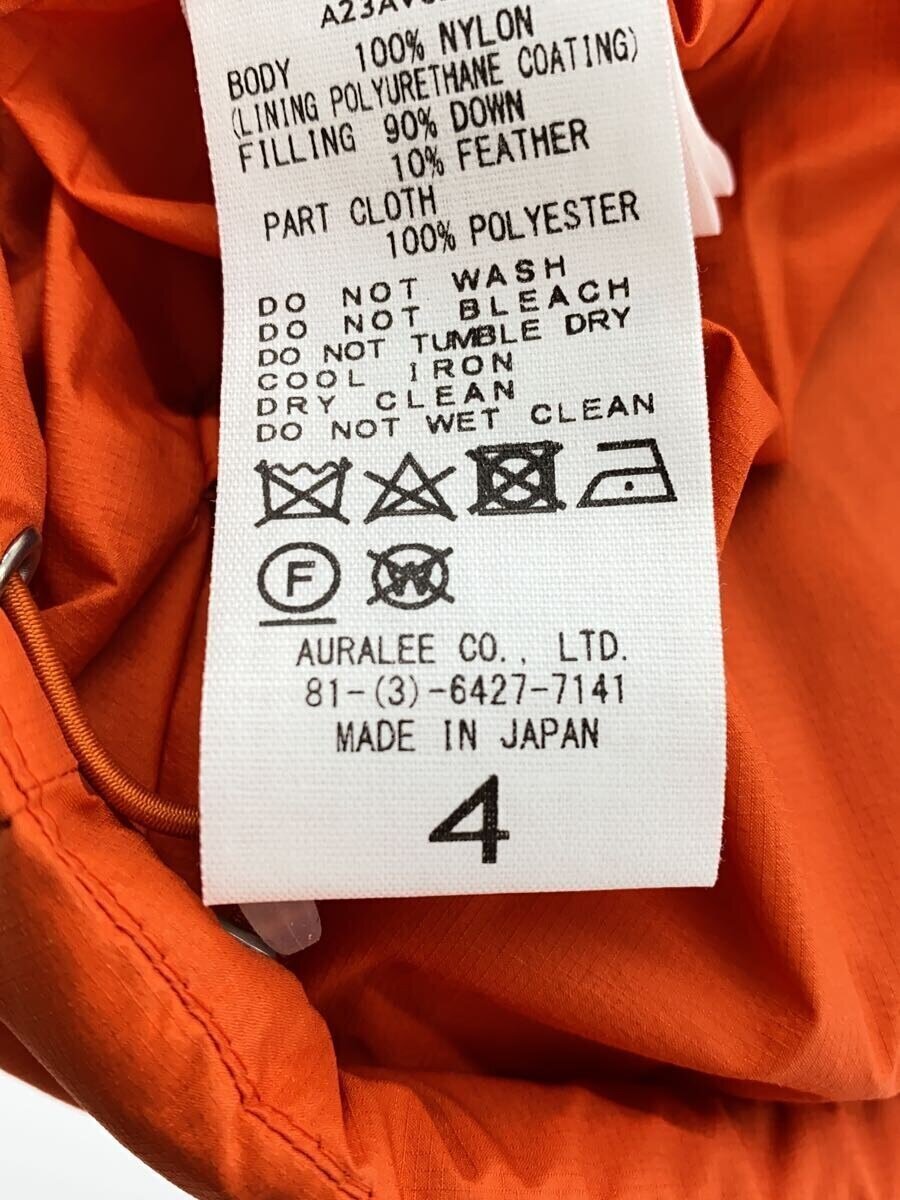 BODY 100% NYLON
(LINING POLYURETHANE COATING)
FILLING 90% DOWN
10% FEATHER
PART CLOTH
100% POLYESTER
DO NOT WASH
DO NOT BLEACH
DO NOT TUMBLE DRY
COOL IRON
DRY CLEAN
DO NOT WET CLEAN
F W
AURALEE CO., LTD.
81-(3)-6427-7141
MADE IN JAPAN
4